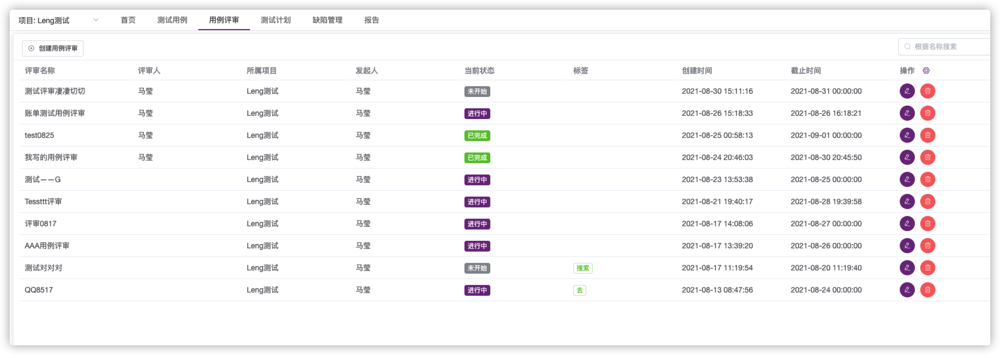 项目: Leng测试 首页 测试用例 用例评审 测试计划 缺陷管理 报告
创建用例评审 根据名称搜索
评审名称 评审人 所属项目 发起人 当前状态 标签 创建时间 截止时间 操作
测试评审凄凄切切 马莹 Leng测试 马莹 未开始 2021-08-30 15:11:16 2021-08-31 00:00:00
账单测试用例评审 马莹 Leng测试 马莹 进行中 2021-08-26 15:18:33 2021-08-26 16:18:21
test0825 马莹 Leng测试 马莹 已完成 2021-08-25 00:58:13 2021-09-01 00:00:00
我写的用例评审 马莹 Leng测试 马莹 已完成 2021-08-24 20:46:03 2021-08-30 20:45:50
测试——G Leng测试 马莹 进行中 2021-08-23 13:53:38 2021-08-25 00:00:00
Tessttt评审 Leng测试 马莹 进行中 2021-08-21 19:40:17 2021-08-28 19:39:58
评审0817 Leng测试 马莹 进行中 2021-08-17 14:08:06 2021-08-27 00:00:00
AAA用例评审 Leng测试 马莹 进行中 2021-08-17 13:39:20 2021-08-26 00:00:00
测试对对对 Leng测试 马莹 未开始 搜索 2021-08-17 11:19:54 2021-08-20 11:19:40
QQ8517 Leng测试 马莹 进行中 去 2021-08-13 08:47:56 2021-08-24 00:00:00